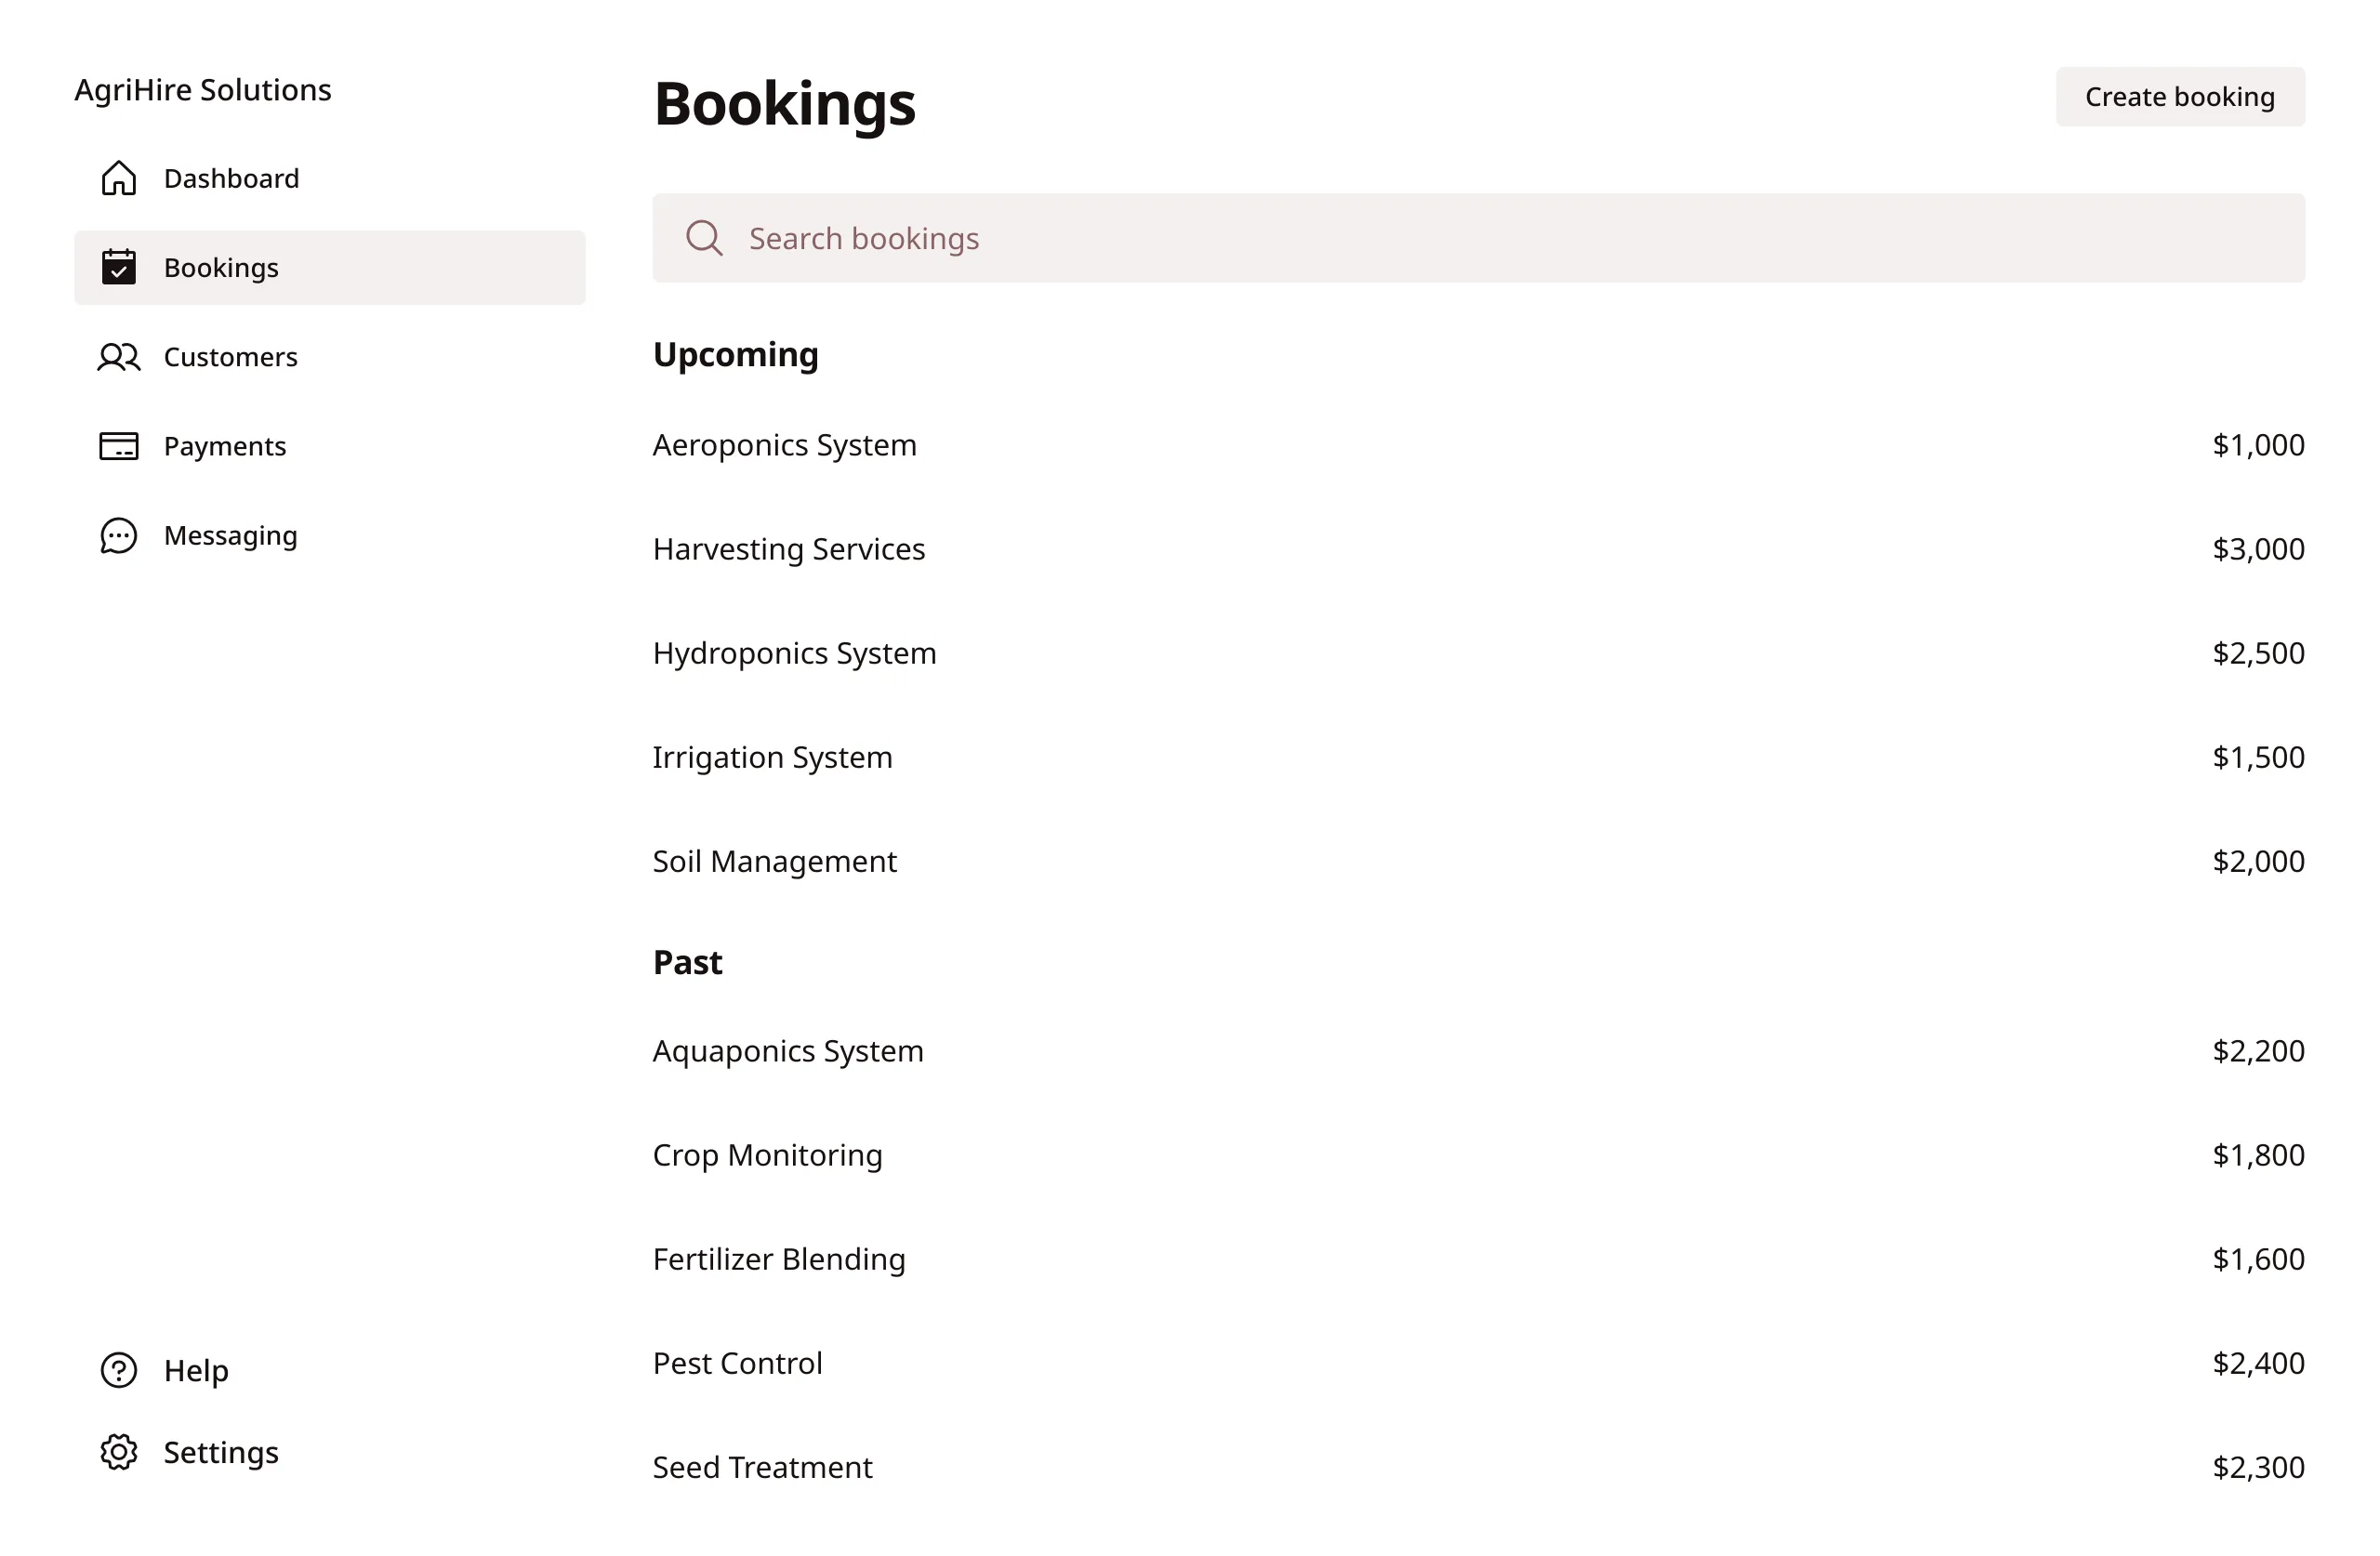 AgriHire Solutions
Dashboard
Bookings
Customers
Payments
Messaging
Help
Settings
Bookings
Create booking
Search bookings
Upcoming
Aeroponics System $1,000
Harvesting Services $3,000
Hydroponics System $2,500
Irrigation System $1,500
Soil Management $2,000
Past
Aquaponics System $2,200
Crop Monitoring $1,800
Fertilizer Blending $1,600
Pest Control $2,400
Seed Treatment $2,300